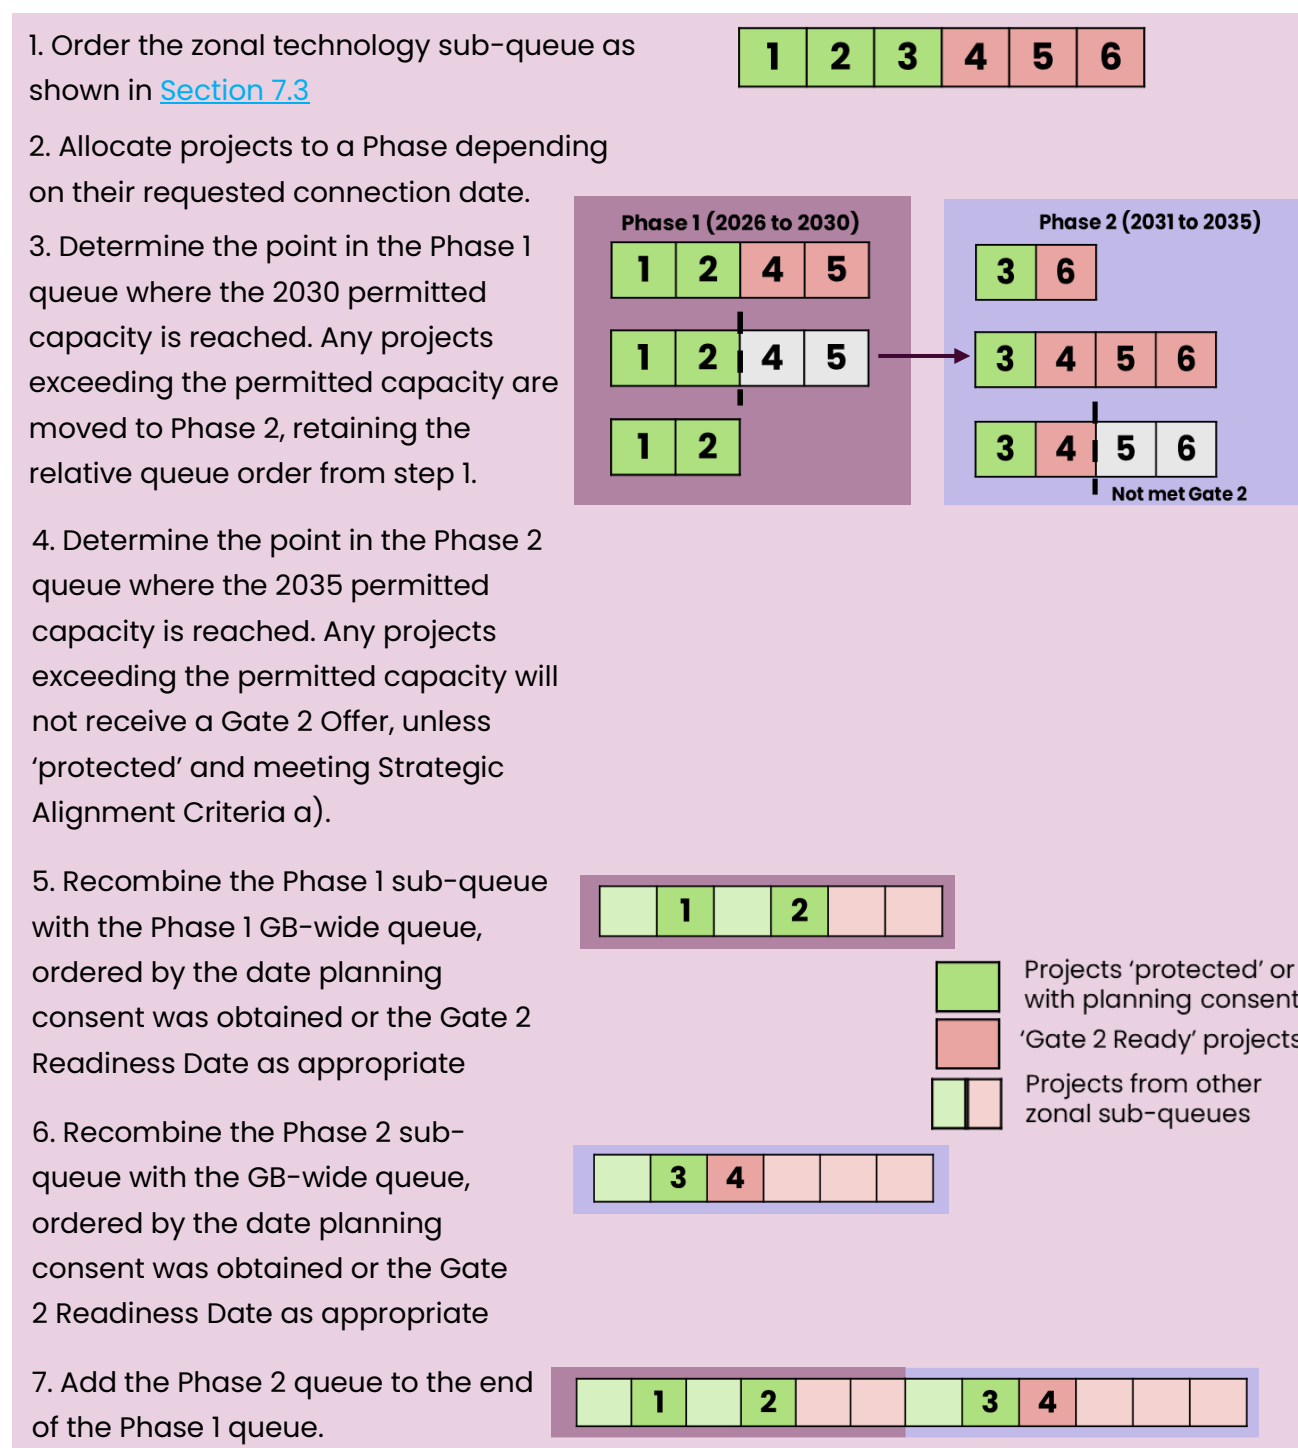 1. Order the zonal technology sub-queue as
shown in Section 7.3
1 2 3 4 5 6
2. Allocate projects to a Phase depending
on their requested connection date.
3. Determine the point in the Phase 1
queue where the 2030 permitted
capacity is reached. Any projects
exceeding the permitted capacity are
moved to Phase 2, retaining the
relative queue order from step 1.
Phase 1 (2026 to 2030)
1 2 4 5
1 2 4 5
1 2
Phase 2 (2031 to 2035)
3 6
3 4 5 6
3 4 5 6
Not met Gate 2
4. Determine the point in the Phase 2
queue where the 2035 permitted
capacity is reached. Any projects
exceeding the permitted capacity will
not receive a Gate 2 Offer, unless
‘protected’ and meeting Strategic
Alignment Criteria a).
5. Recombine the Phase 1 sub-queue
with the Phase 1 GB-wide queue,
ordered by the date planning
consent was obtained or the Gate 2
Readiness Date as appropriate
1 2
Projects ‘protected’ or
with planning consent
‘Gate 2 Ready’ projects
Projects from other
zonal sub-queues
6. Recombine the Phase 2 sub-
queue with the GB-wide queue,
ordered by the date planning
consent was obtained or the Gate
2 Readiness Date as appropriate
3 4
7. Add the Phase 2 queue to the end
of the Phase 1 queue.
1 2 3 4